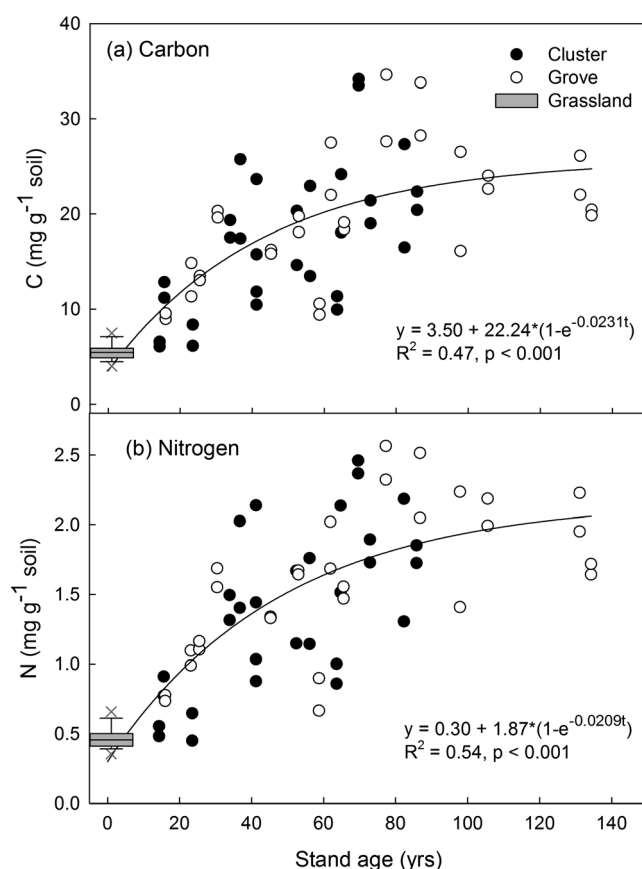 (a) Carbon
Cluster
Grove
Grassland
40
30
20
10
0
C (mg g⁻¹ soil)
y = 3.50 + 22.24*(1-e⁻⁰·⁰²³¹ᵗ)
R² = 0.47, p < 0.001
(b) Nitrogen
2.5
2.0
1.5
1.0
0.5
0.0
N (mg g⁻¹ soil)
y = 0.30 + 1.87*(1-e⁻⁰·⁰²⁰⁹ᵗ)
R² = 0.54, p < 0.001
0 20 40 60 80 100 120 140
Stand age (yrs)